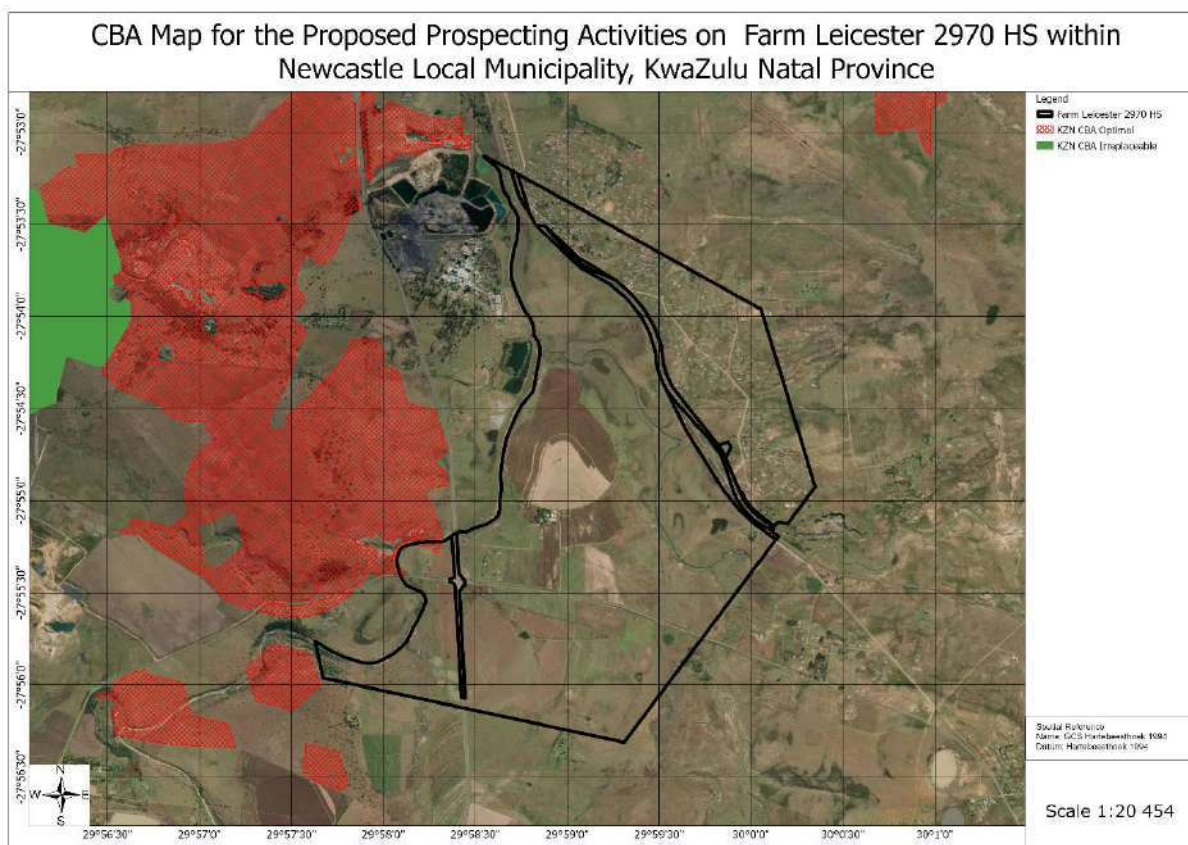 CBA Map for the Proposed Prospecting Activities on Farm Leicester 2970 HS within
Newcastle Local Municipality, KwaZulu Natal Province
Legend
Farm Leicester 2970 HS
KZN CBA Optimal
KZN CBA Irreplaceable
-27°53'0"
-27°53'30"
-27°54'0"
-27°54'30"
-27°55'0"
-27°55'30"
-27°56'0"
-27°56'30"
N
W E
S
Spatial Reference
Name: GCS Hartebeesthoek 1994
Datum: Hartebeesthoek 1994
Scale 1:20 454
29°56'30" 29°57'0" 29°57'30" 29°58'0" 29°58'30" 29°59'0" 29°59'30" 30°0'0" 30°0'30" 30°1'0"